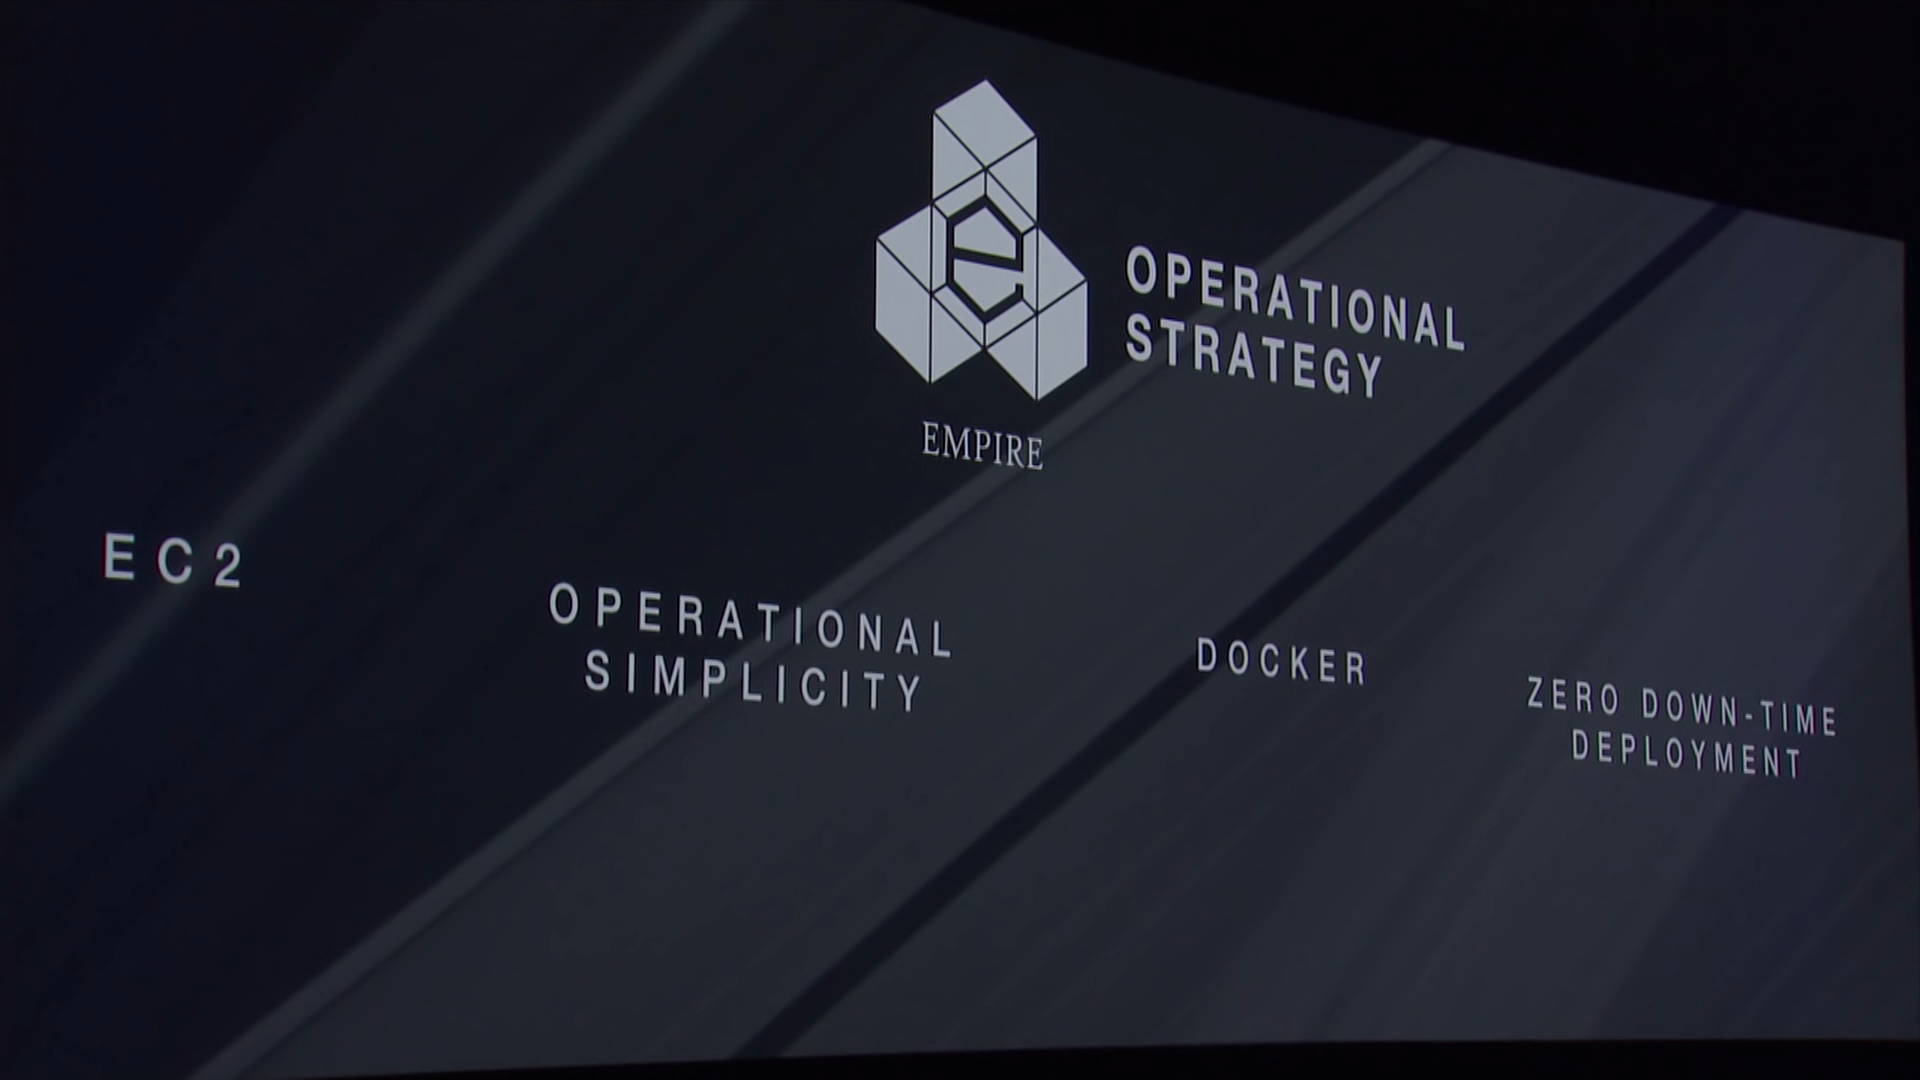 e
OPERATIONAL
STRATEGY
EMPIRE
EC2
OPERATIONAL
SIMPLICITY
DOCKER
ZERO DOWN-TIME
DEPLOYMENT